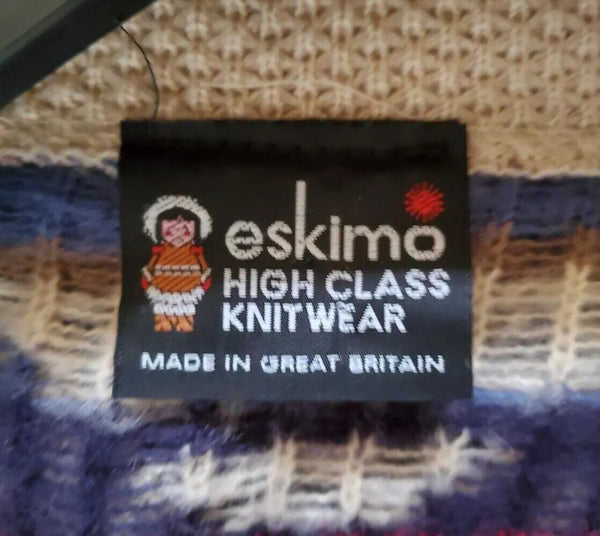 eskimo
HIGH CLASS
KNITWEAR
MADE IN GREAT BRITAIN